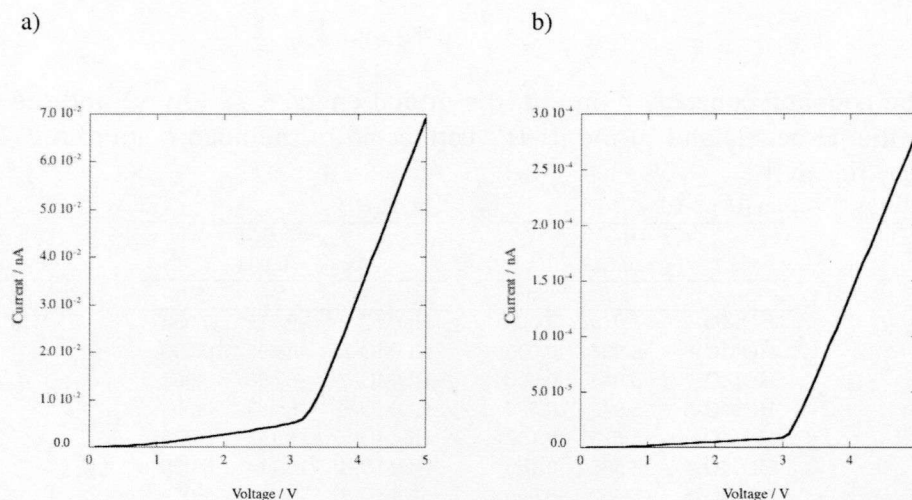 a)
7.0 10⁻²
6.0 10⁻²
5.0 10⁻²
4.0 10⁻²
3.0 10⁻²
2.0 10⁻²
1.0 10⁻²
0.0
Current / nA
0 1 2 3 4 5
Voltage / V
b)
3.0 10⁻⁴
2.5 10⁻⁴
2.0 10⁻⁴
1.5 10⁻⁴
1.0 10⁻⁴
5.0 10⁻⁵
0.0
Current / nA
0 1 2 3 4
Voltage / V